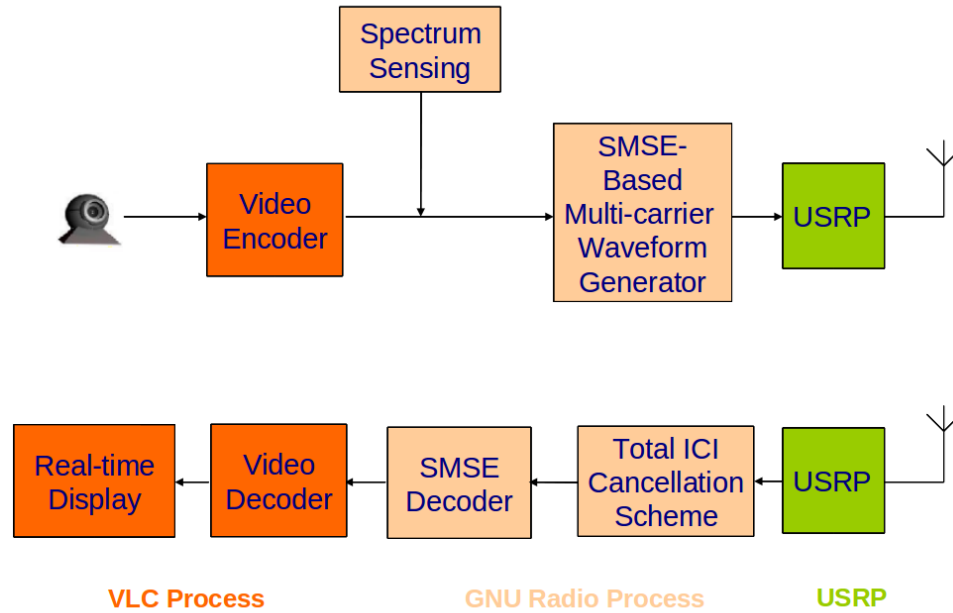 Spectrum
Sensing
Video
Encoder
SMSE-
Based
Multi-carrier
Waveform
Generator
USRP
Real-time
Display
Video
Decoder
SMSE
Decoder
Total ICI
Cancellation
Scheme
USRP
VLC Process
GNU Radio Process
USRP